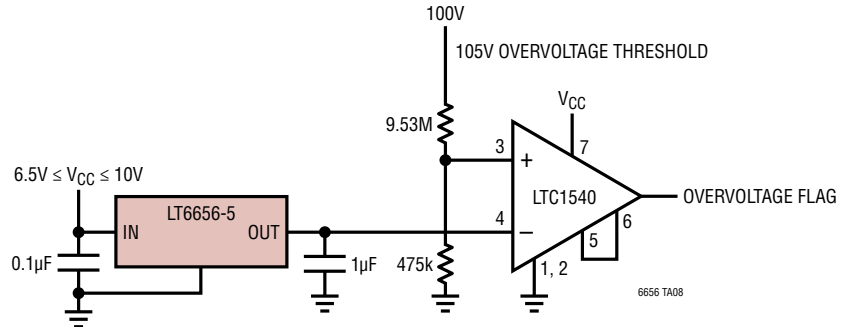 100V
105V OVERVOLTAGE THRESHOLD
9.53M
VCC
7
3
+
6.5V ≤ VCC ≤ 10V
LT6656-5
LTC1540
OVERVOLTAGE FLAG
IN
OUT
4
–
6
5
0.1µF
1µF
475k
1, 2
6656 TA08